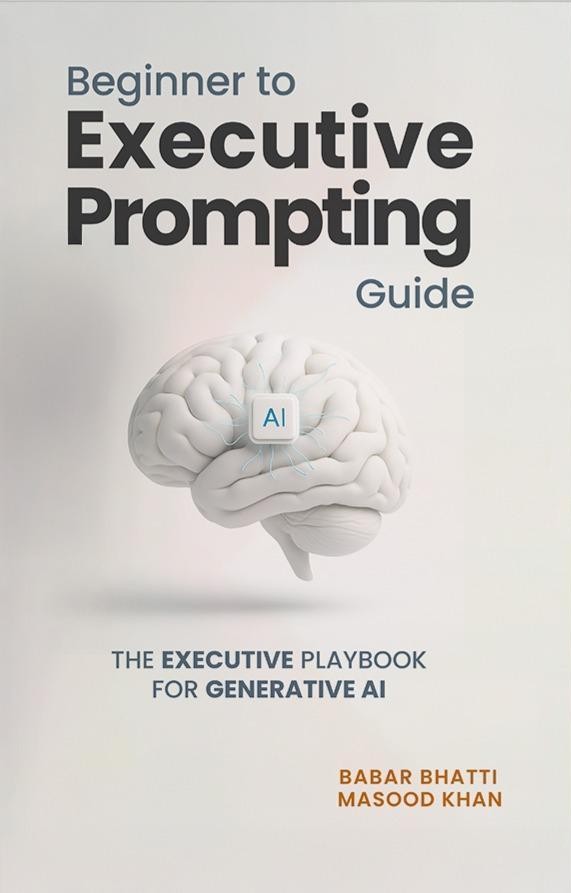 Beginner to
Executive
Prompting
Guide
AI
THE EXECUTIVE PLAYBOOK
FOR GENERATIVE AI
BABAR BHATTI
MASOOD KHAN